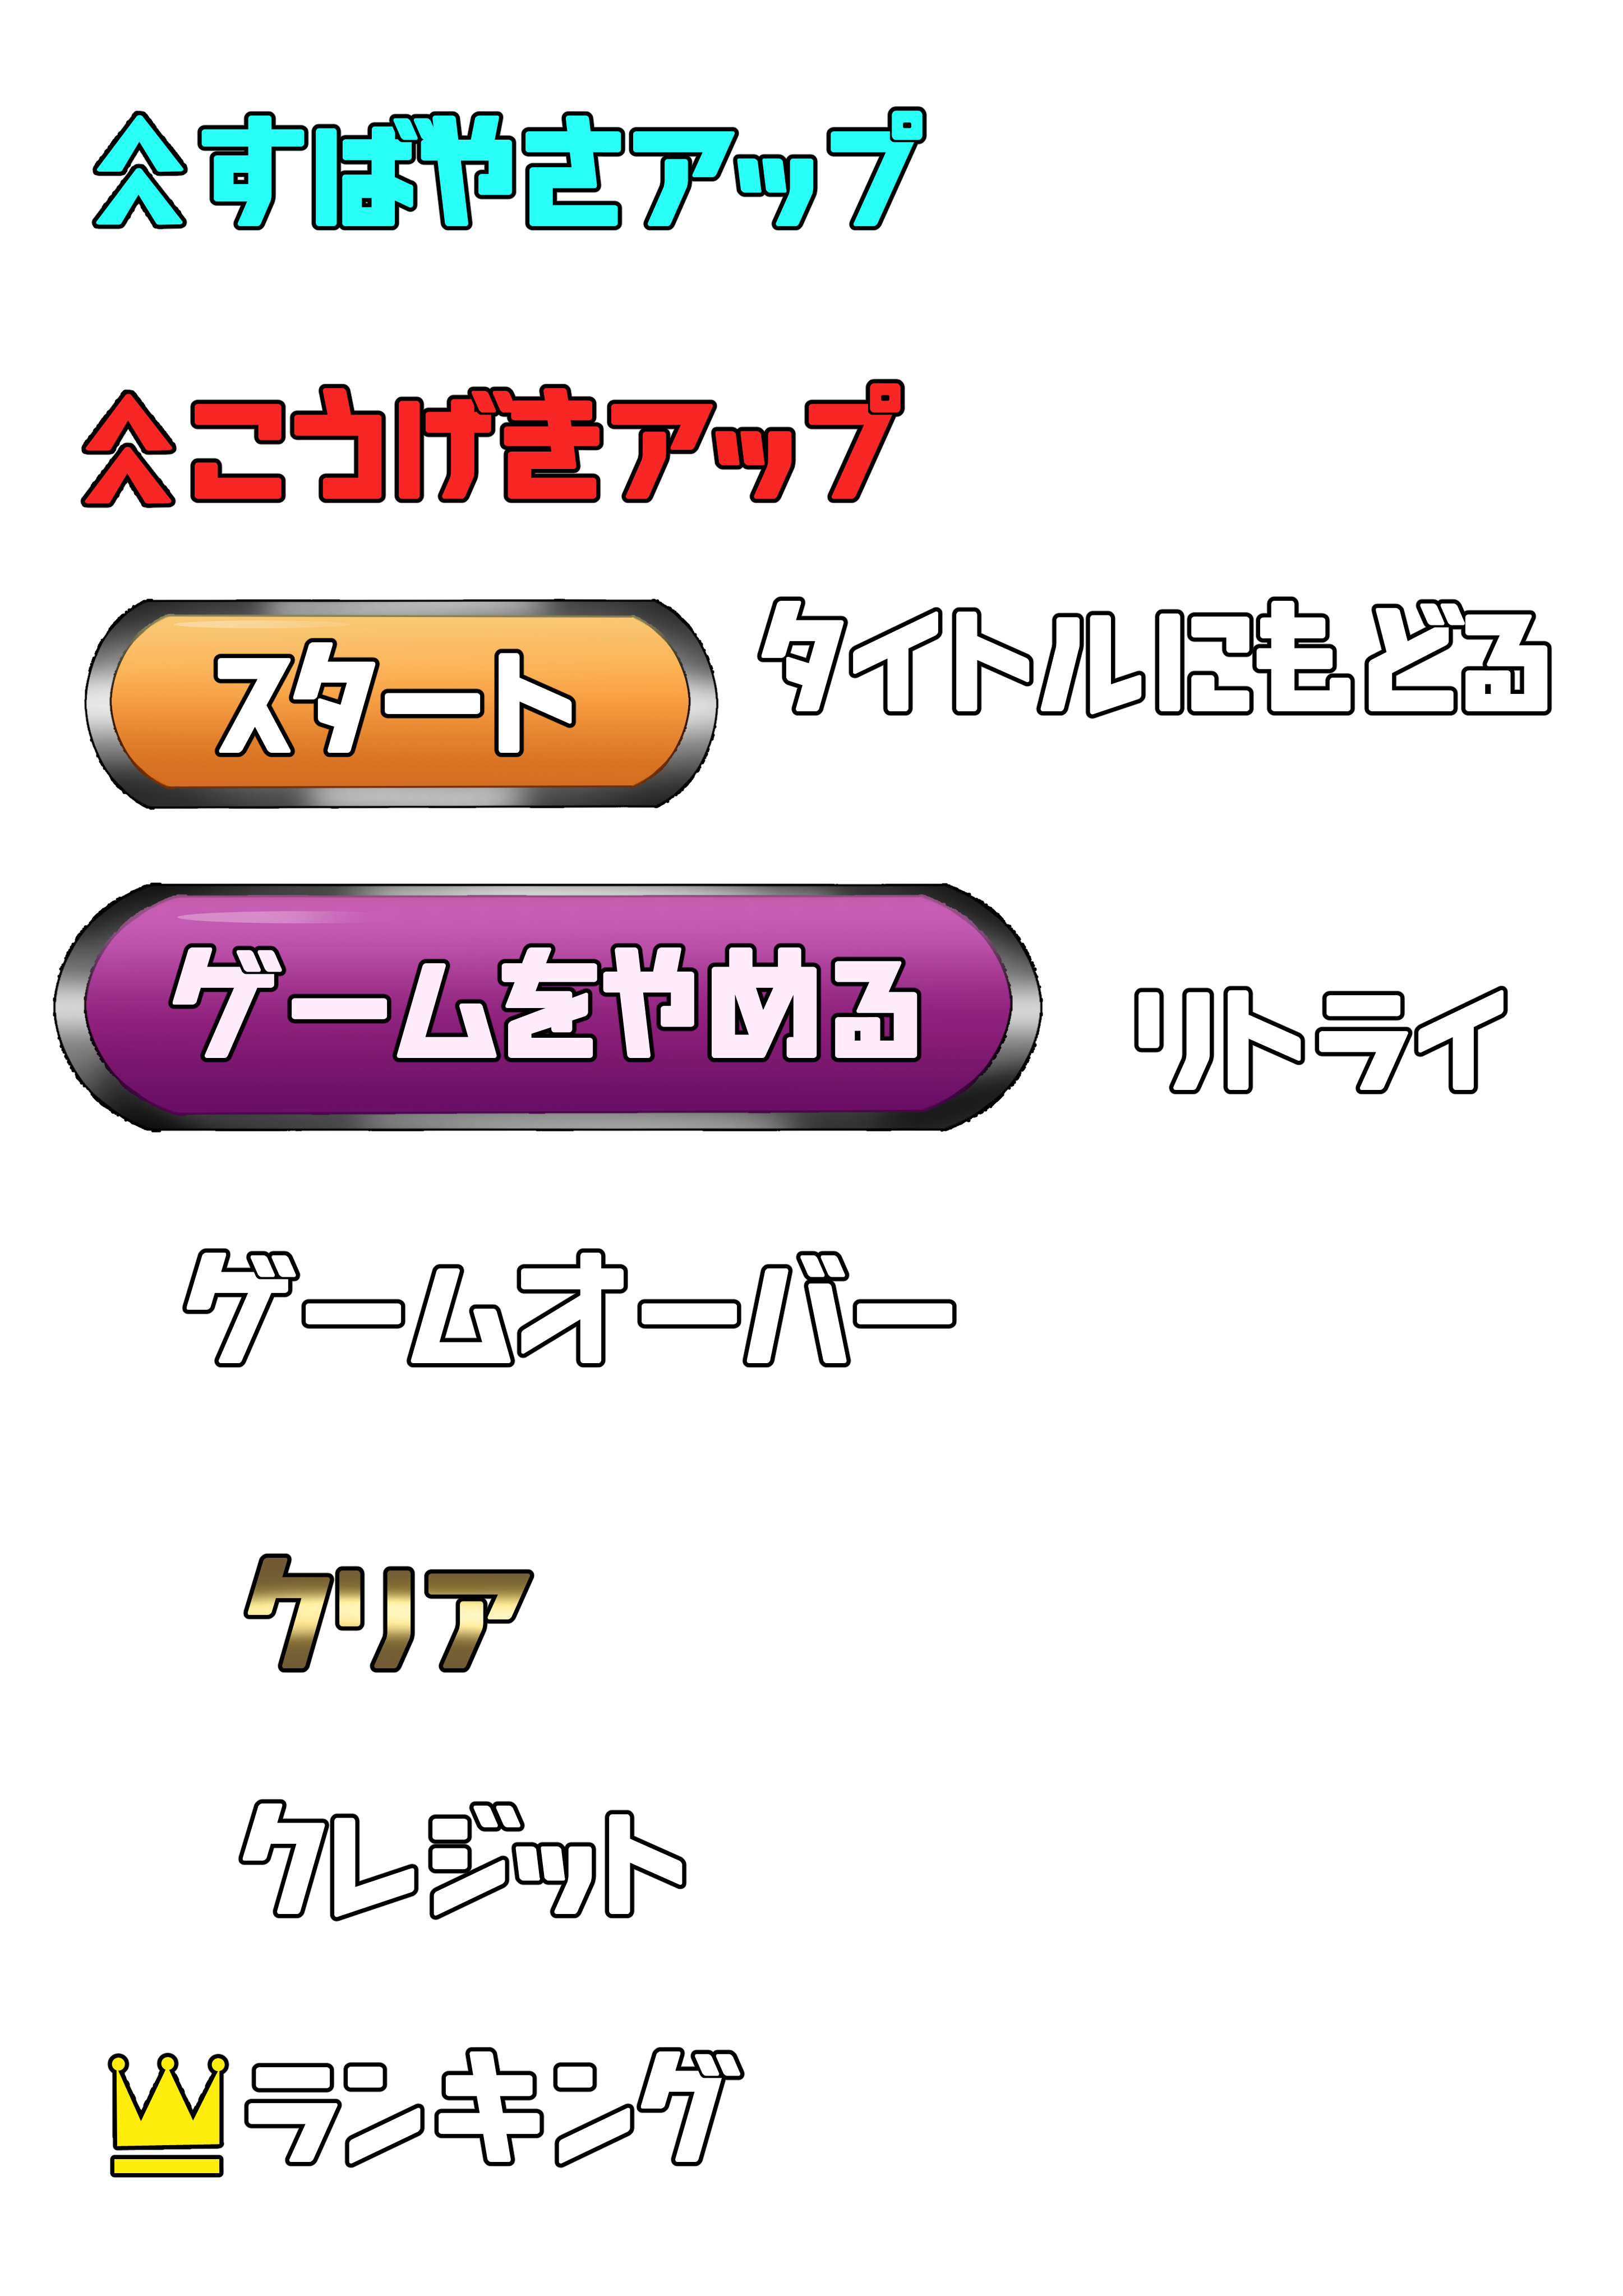 すばやさアップ
こうげきアップ
スタート
タイトルにもどる
ゲームをやめる
リトライ
ゲームオーバー
クリア
クレジット
ランキング